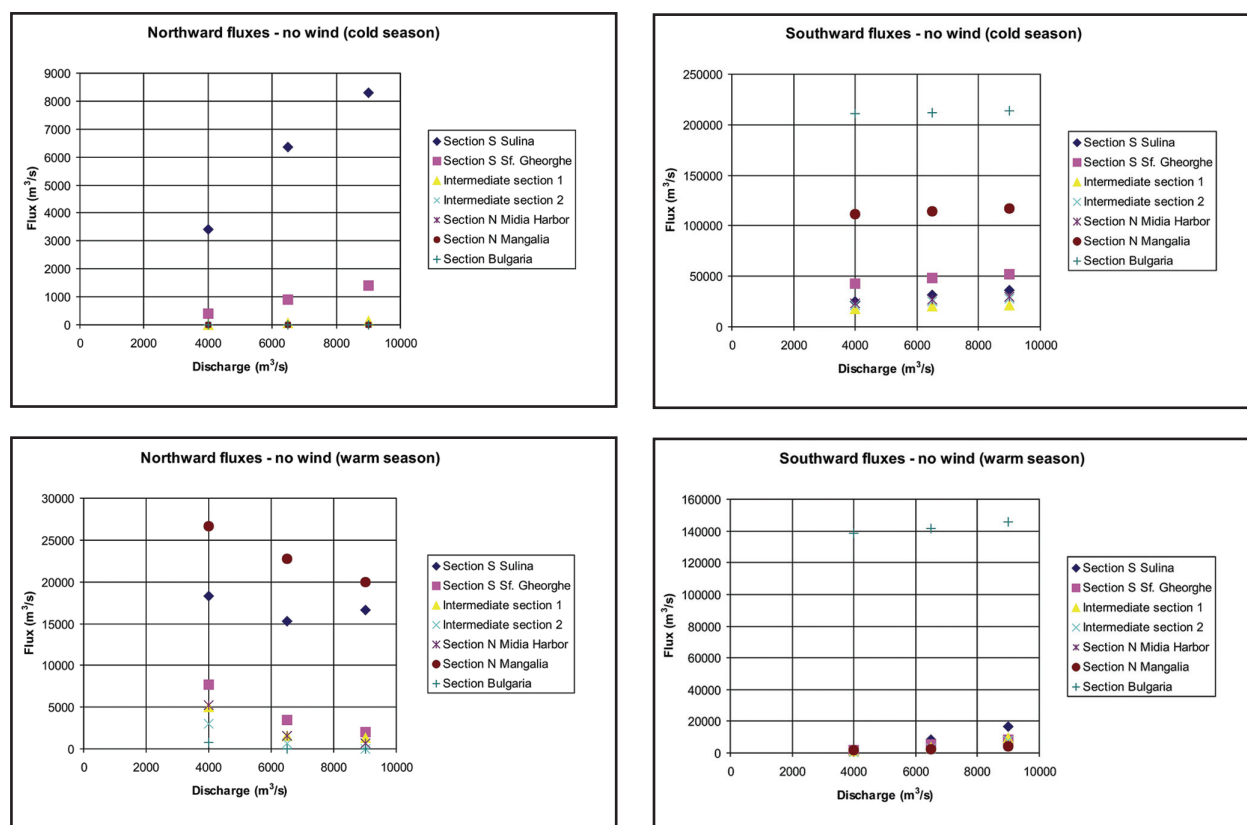 Northward fluxes - no wind (cold season)
9000
8000
7000
6000
5000
4000
3000
2000
1000
0
Flux (m³/s)
0 2000 4000 6000 8000 10000
Discharge (m³/s)
Section S Sulina
Section S Sf. Gheorghe
Intermediate section 1
Intermediate section 2
Section N Midia Harbor
Section N Mangalia
Section Bulgaria
Southward fluxes - no wind (cold season)
250000
200000
150000
100000
50000
0
Flux (m³/s)
0 2000 4000 6000 8000 10000
Discharge (m³/s)
Section S Sulina
Section S Sf. Gheorghe
Intermediate section 1
Intermediate section 2
Section N Midia Harbor
Section N Mangalia
Section Bulgaria
Northward fluxes - no wind (warm season)
30000
25000
20000
15000
10000
5000
0
Flux (m³/s)
0 2000 4000 6000 8000 10000
Discharge (m³/s)
Section S Sulina
Section S Sf. Gheorghe
Intermediate section 1
Intermediate section 2
Section N Midia Harbor
Section N Mangalia
Section Bulgaria
Southward fluxes - no wind (warm season)
160000
140000
120000
100000
80000
60000
40000
20000
0
Flux (m³/s)
0 2000 4000 6000 8000 10000
Discharge (m³/s)
Section S Sulina
Section S Sf. Gheorghe
Intermediate section 1
Intermediate section 2
Section N Midia Harbor
Section N Mangalia
Section Bulgaria